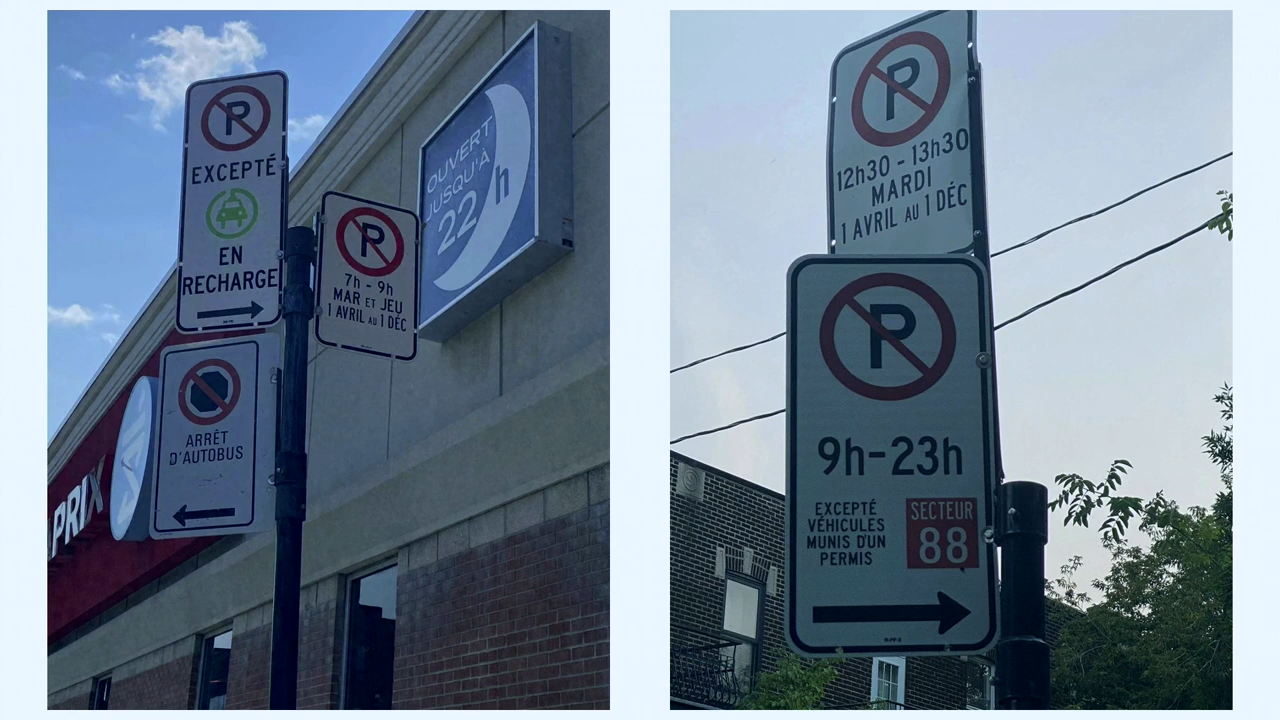 P
EXCEPTÉ
EN
RECHARGE
P
7h - 9h
MAR ET JEU
1 AVRIL AU 1 DÉC
ARRÊT
D'AUTOBUS
OUVERT
JUSQU'À
22 h
PRIX
P
12h30 - 13h30
MARDI
1 AVRIL AU 1 DÉC
P
9h-23h
EXCEPTÉ
VÉHICULES
MUNIS D'UN
PERMIS
SECTEUR
88